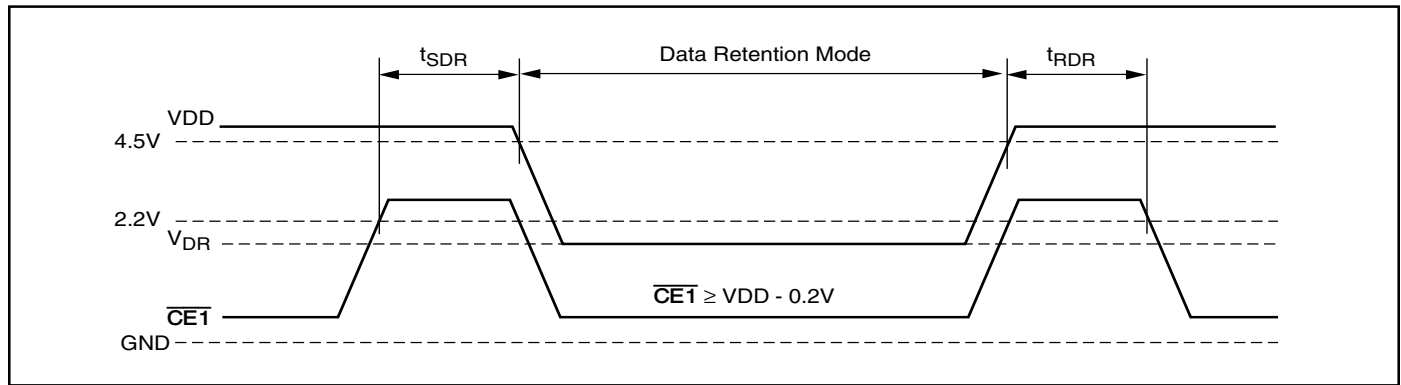 tSDR
Data Retention Mode
tRDR
VDD
4.5V
2.2V
VDR
CE1 ≥ VDD - 0.2V
CE1
GND